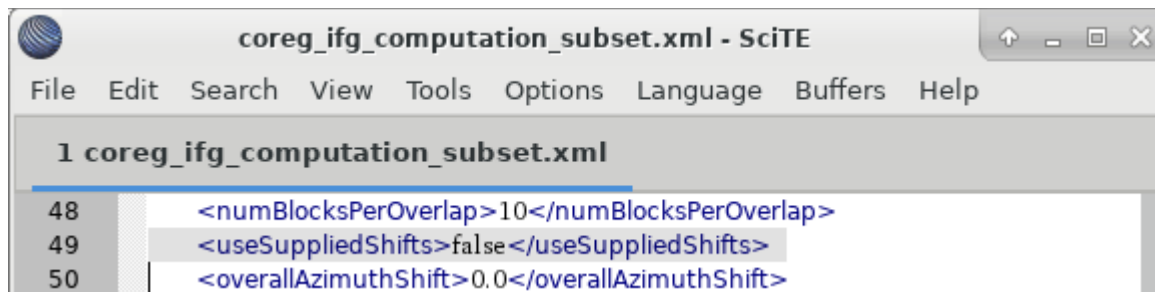 coreg_ifg_computation_subset.xml - SciTE
File Edit Search View Tools Options Language Buffers Help
1 coreg_ifg_computation_subset.xml
48 <numBlocksPerOverlap>10</numBlocksPerOverlap>
49 <useSuppliedShifts>false</useSuppliedShifts>
50 <overallAzimuthShift>0.0</overallAzimuthShift>